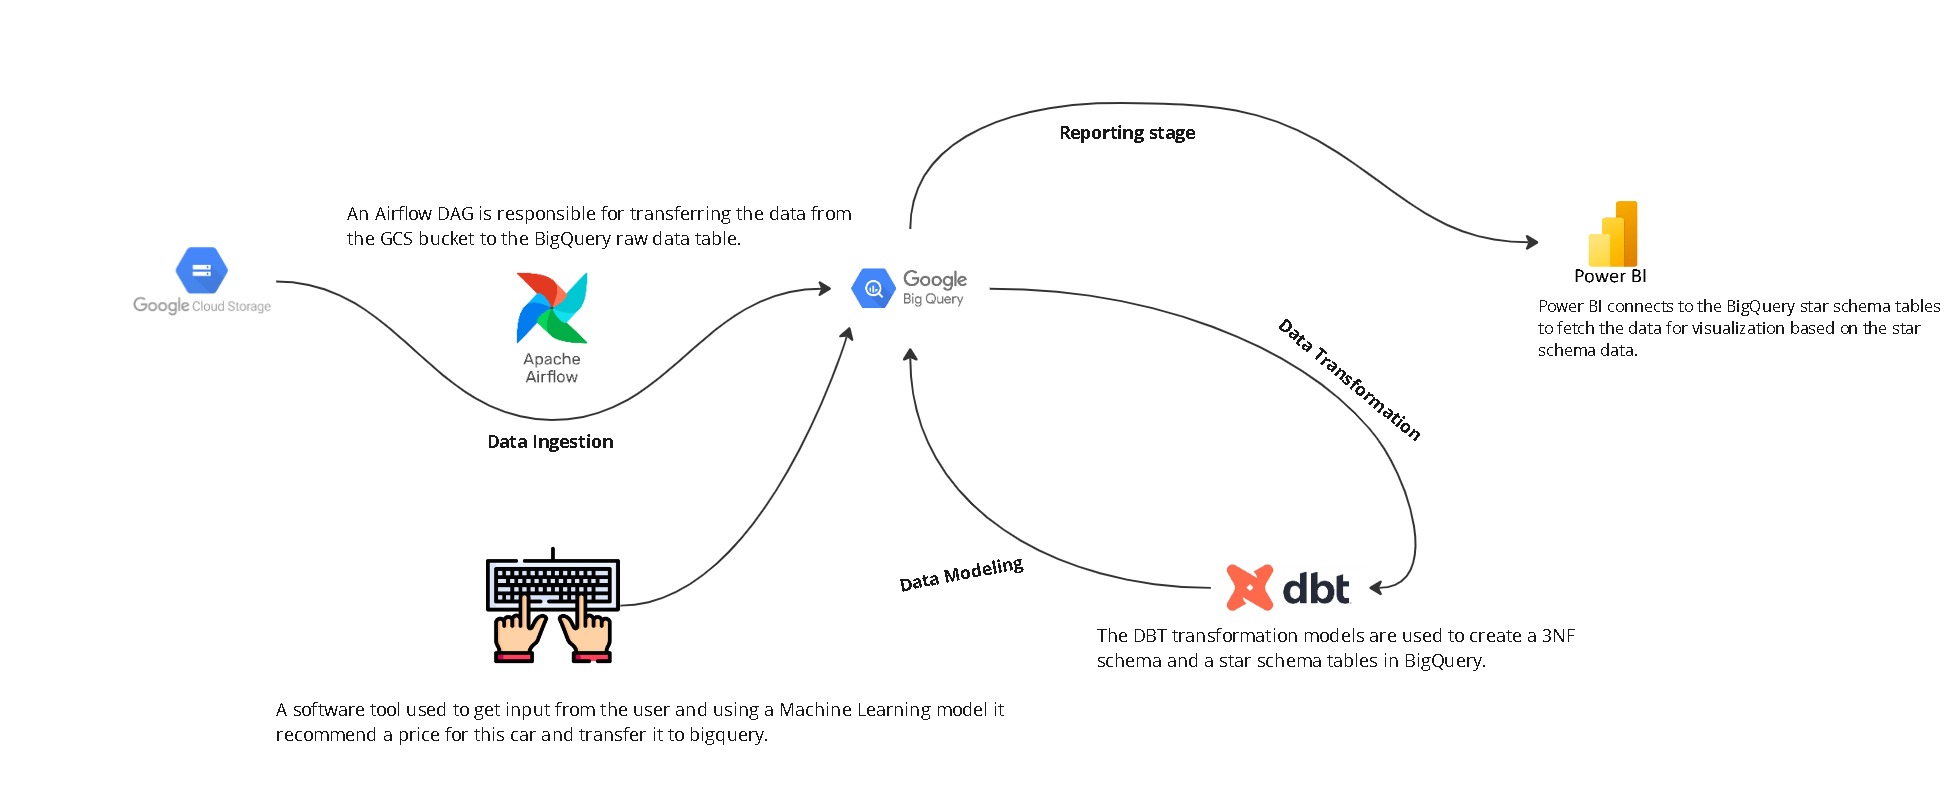 Reporting stage
An Airflow DAG is responsible for transferring the data from
the GCS bucket to the BigQuery raw data table.
Google Cloud Storage
Apache
Airflow
Data Ingestion
Google
Big Query
Power BI
Power BI connects to the BigQuery star schema tables
to fetch the data for visualization based on the star
schema data.
Data Transformation
Data Modeling
dbt
The DBT transformation models are used to create a 3NF
schema and a star schema tables in BigQuery.
A software tool used to get input from the user and using a Machine Learning model it
recommend a price for this car and transfer it to bigquery.